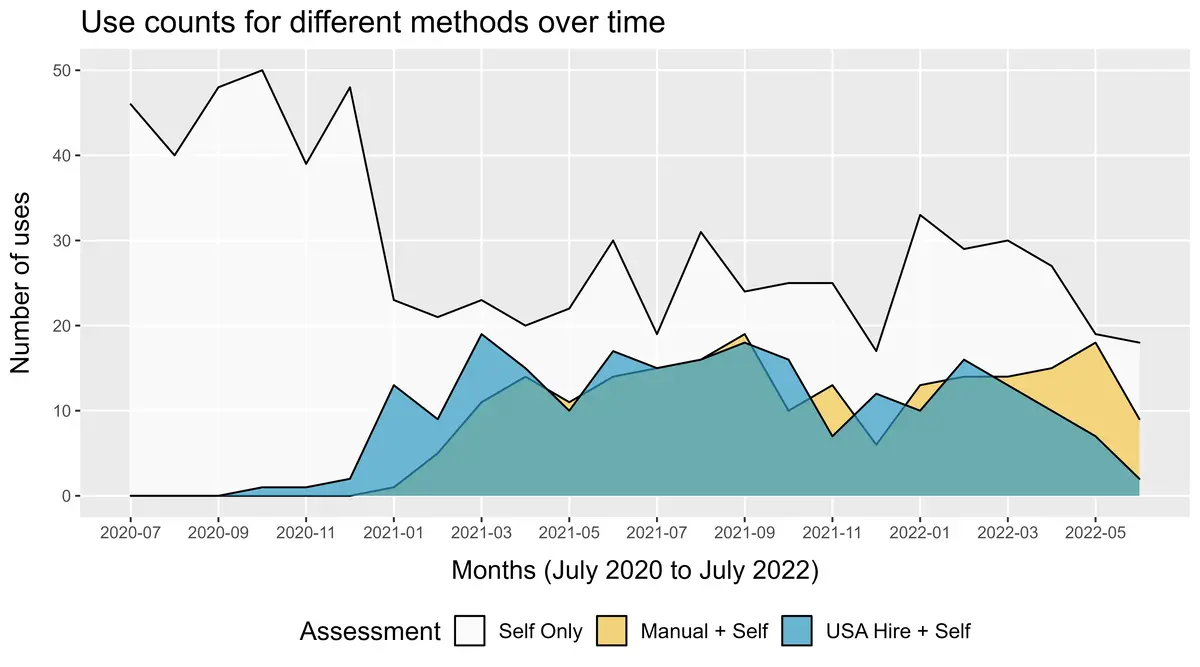 Use counts for different methods over time
Number of uses
50
40
30
20
10
0
2020-07 2020-09 2020-11 2021-01 2021-03 2021-05 2021-07 2021-09 2021-11 2022-01 2022-03 2022-05
Months (July 2020 to July 2022)
Assessment Self Only Manual + Self USA Hire + Self